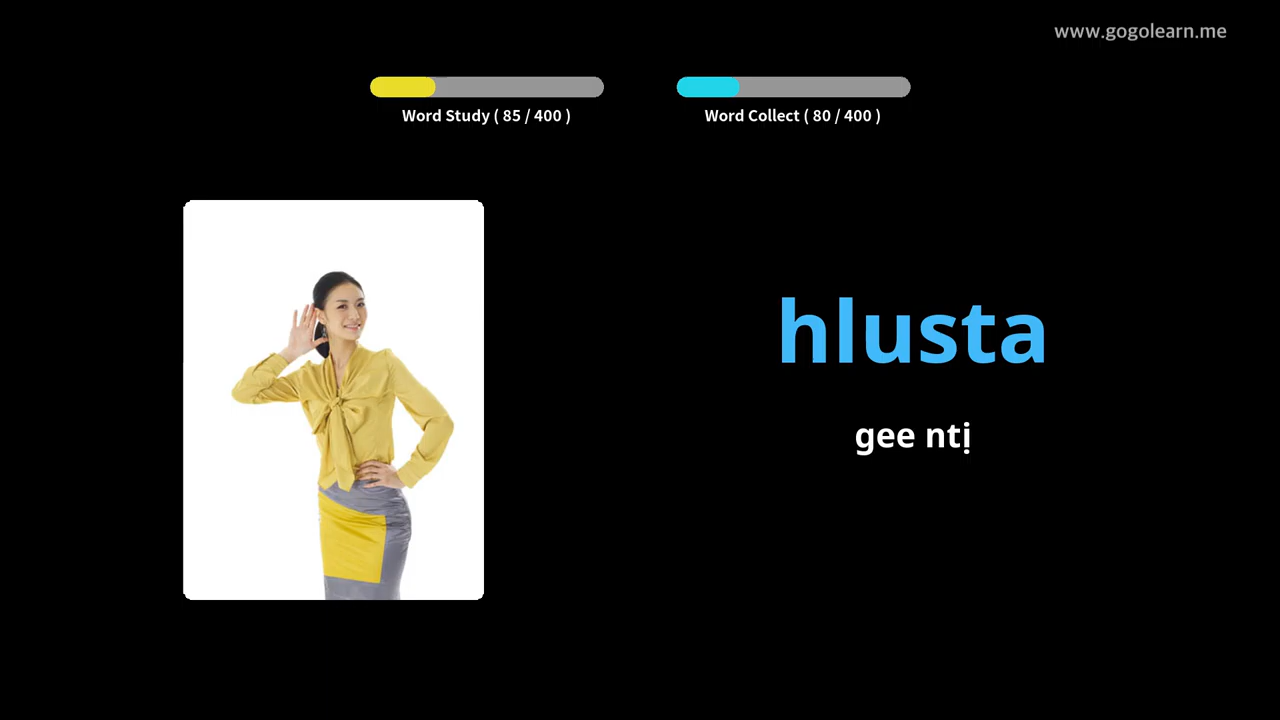 www.gogolearn.me
Word Study ( 85 / 400 )
Word Collect ( 80 / 400 )
hlusta
gee ntị